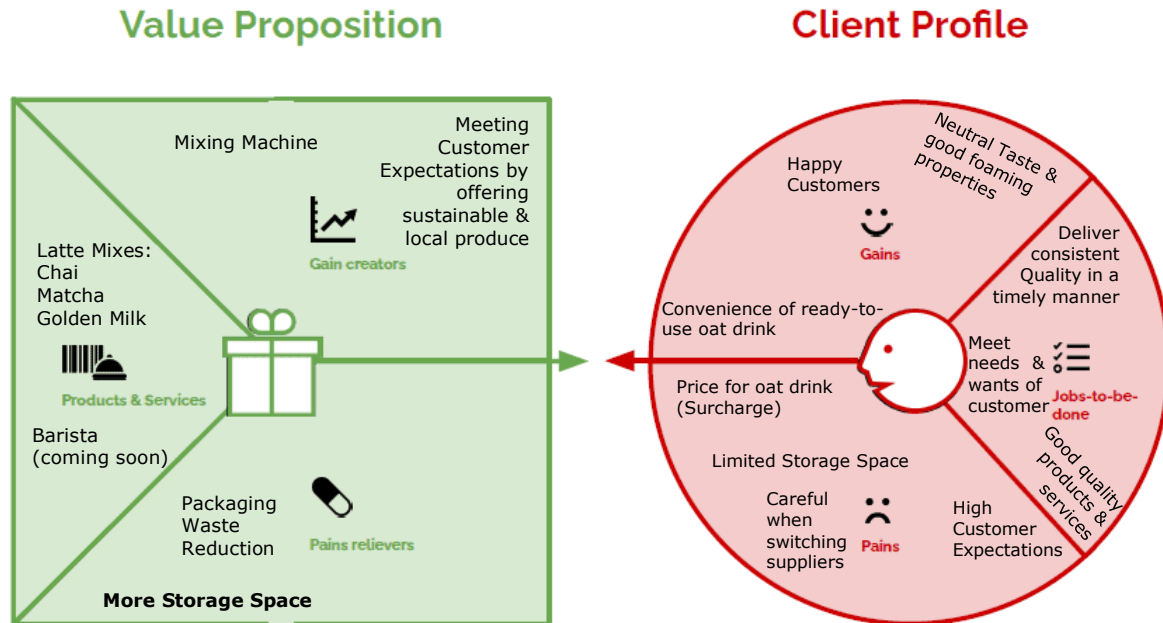 Value Proposition
Client Profile
Mixing Machine
Meeting
Customer
Expectations by
offering
sustainable &
local produce
Gain creators
Latte Mixes:
Chai
Matcha
Golden Milk
Products & Services
Barista
(coming soon)
Packaging
Waste
Reduction
Pains relievers
More Storage Space
Happy
Customers
Neutral Taste &
good foaming
properties
Gains
Convenience of ready-to-
use oat drink
Deliver
consistent
Quality in a
timely manner
Meet
needs &
wants of
customer
Jobs-to-be-
done
Good quality
products &
services
Price for oat drink
(Surcharge)
Limited Storage Space
Careful
when
switching
suppliers
Pains
High
Customer
Expectations